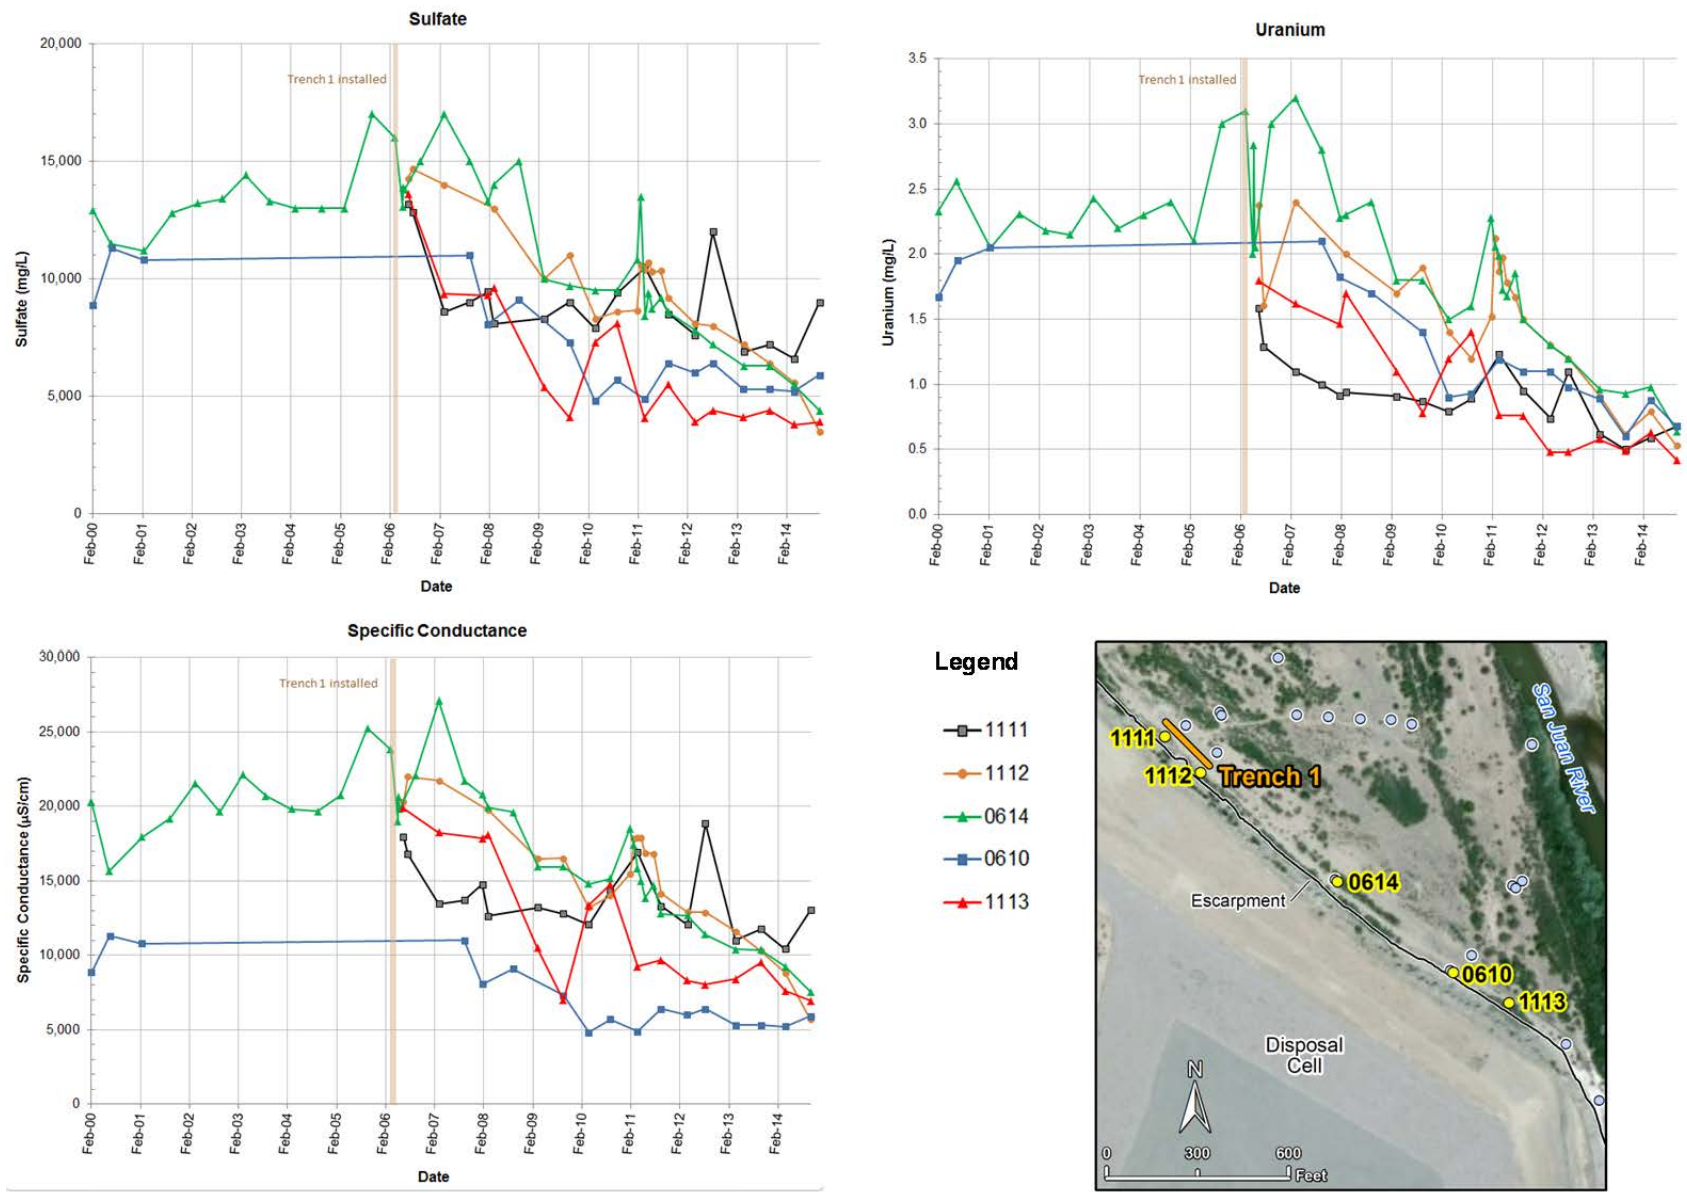 Sulfate
20,000
15,000
10,000
5,000
0
Sulfate (mg/L)
Trench 1 installed
Feb-00
Feb-01
Feb-02
Feb-03
Feb-04
Feb-05
Feb-06
Feb-07
Feb-08
Feb-09
Feb-10
Feb-11
Feb-12
Feb-13
Feb-14
Date
Uranium
3.5
3.0
2.5
2.0
1.5
1.0
0.5
0.0
Uranium (mg/L)
Trench 1 installed
Feb-00
Feb-01
Feb-02
Feb-03
Feb-04
Feb-05
Feb-06
Feb-07
Feb-08
Feb-09
Feb-10
Feb-11
Feb-12
Feb-13
Feb-14
Date
Specific Conductance
30,000
25,000
20,000
15,000
10,000
5,000
0
Specific Conductance (µS/cm)
Trench 1 installed
Feb-00
Feb-01
Feb-02
Feb-03
Feb-04
Feb-05
Feb-06
Feb-07
Feb-08
Feb-09
Feb-10
Feb-11
Feb-12
Feb-13
Feb-14
Date
Legend
1111
1112
0614
0610
1113
San Juan River
1111
1112
Trench 1
0614
Escarpment
0610
1113
Disposal
Cell
N
0 300 600
Feet